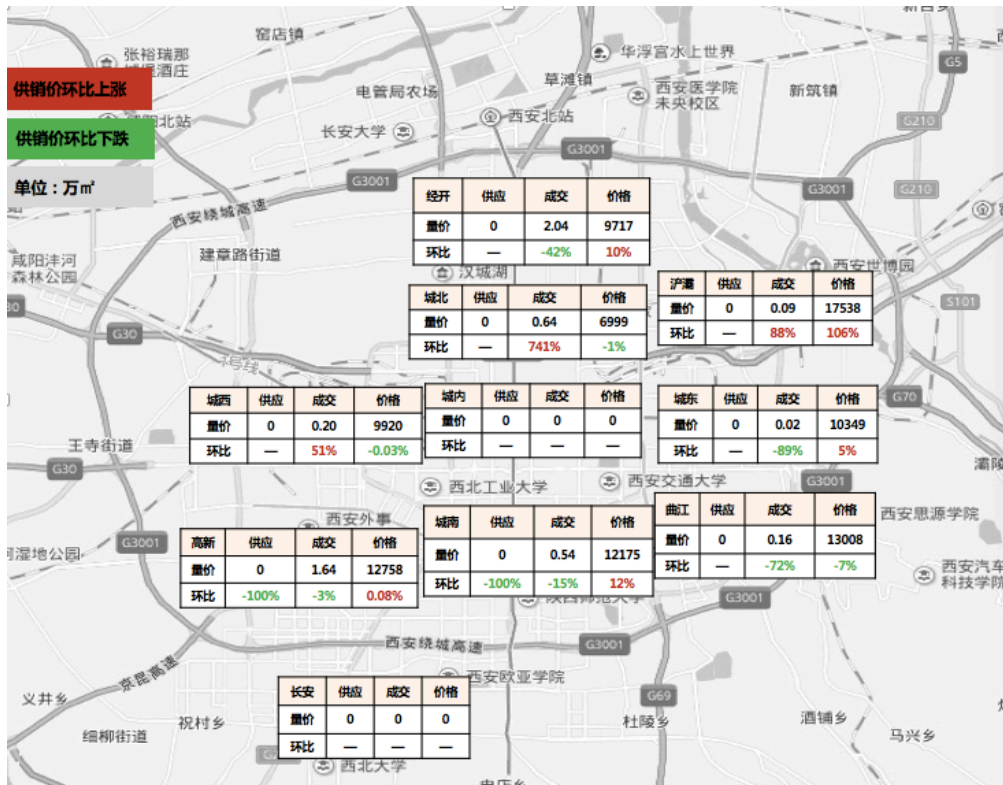 窑店镇
张裕瑞那
城堡酒庄
华浮宫水上世界
G5
草滩镇
供销价环比上涨
电管局农场
西安医学院
未央校区
新筑镇
西安北站
G210
供销价环比下跌
长安大学
G3001
单位：万㎡
G3001
G3001
G210
西安绕城高速
经开 供应 成交 价格
量价 0 2.04 9717
环比 — -42% 10%
建章路街道
咸阳沣河
森林公园
汉城湖
西安世博园
浐灞 供应 成交 价格
量价 0 0.09 17538
环比 — 88% 106%
城北 供应 成交 价格
量价 0 0.64 6999
环比 — 741% -1%
S101
G30
1号线
城西 供应 成交 价格
量价 0 0.20 9920
环比 — 51% -0.03%
城内 供应 成交 价格
量价 0 0 0
环比 — — —
城东 供应 成交 价格
量价 0 0.02 10349
环比 — -89% 5%
G70
王寺街道
G30
西北工业大学
西安交通大学
G3001
西安外事
G3001
高新 供应 成交 价格
量价 0 1.64 12758
环比 -100% -3% 0.08%
城南 供应 成交 价格
量价 0 0.54 12175
环比 -100% -15% 12%
曲江 供应 成交 价格
量价 0 0.16 13008
环比 — -72% -7%
西安思源学院
西安汽车
科技学院
陕西师范大学
G3001
西安绕城高速
G3001
京昆高速
西安欧亚学院
G69
长安 供应 成交 价格
量价 0 0 0
环比 — — —
义井乡
祝村乡
细柳街道
杜陵乡
酒铺乡
马兴乡
西北大学